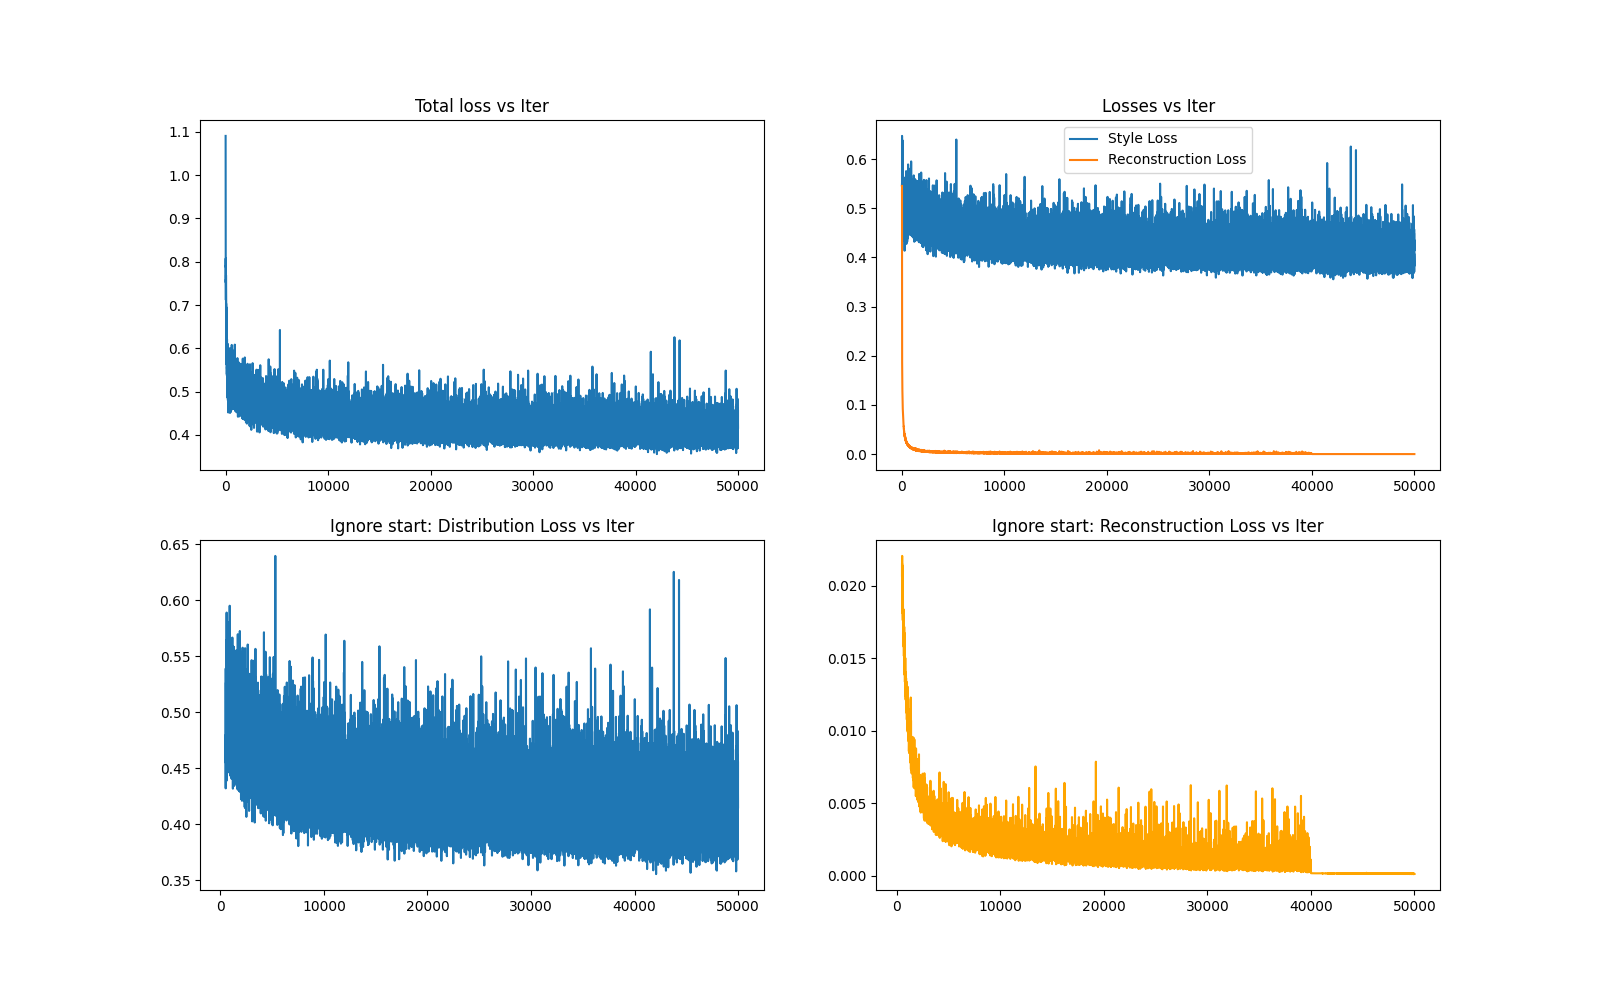 Total loss vs Iter
1.1
1.0
0.9
0.8
0.7
0.6
0.5
0.4
0 10000 20000 30000 40000 50000
Losses vs Iter
Style Loss
Reconstruction Loss
0.6
0.5
0.4
0.3
0.2
0.1
0.0
0 10000 20000 30000 40000 50000
Ignore start: Distribution Loss vs Iter
0.65
0.60
0.55
0.50
0.45
0.40
0.35
0 10000 20000 30000 40000 50000
Ignore start: Reconstruction Loss vs Iter
0.020
0.015
0.010
0.005
0.000
0 10000 20000 30000 40000 50000